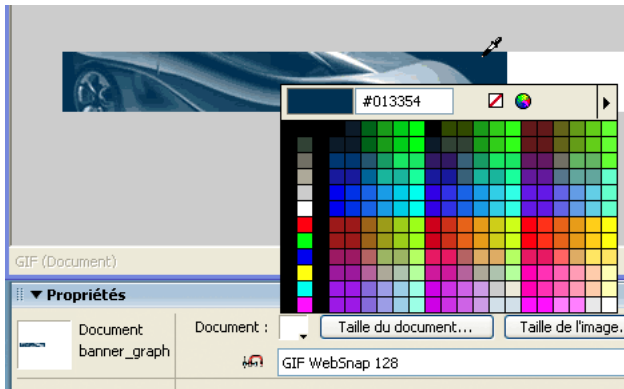 #013354
GIF (Document)
Propriétés
Document
banner_graph
Document :
Taille du document...
Taille de l'image.
GIF WebSnap 128